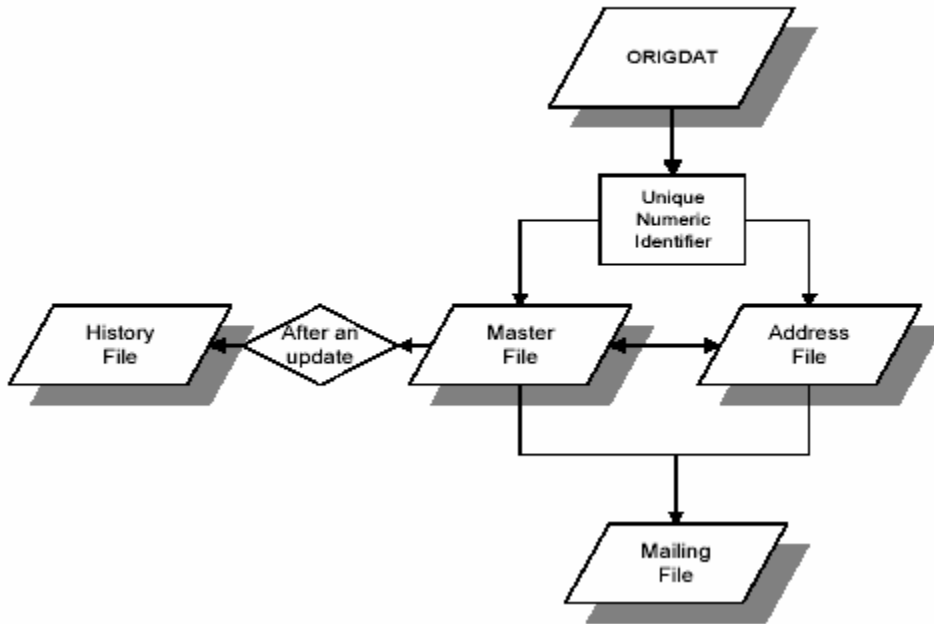 ORIGDAT
Unique
Numeric
Identifier
History
File
After an
update
Master
File
Address
File
Mailing
File